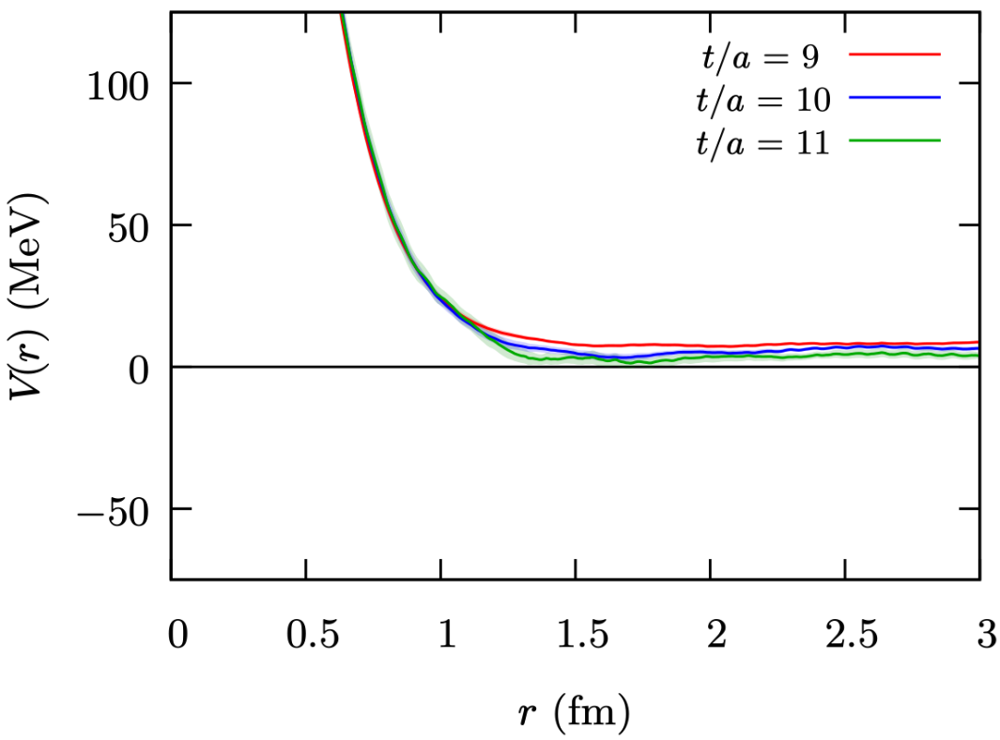 t/a = 9
t/a = 10
t/a = 11
100
50
0
−50
V(r) (MeV)
0 0.5 1 1.5 2 2.5 3
r (fm)